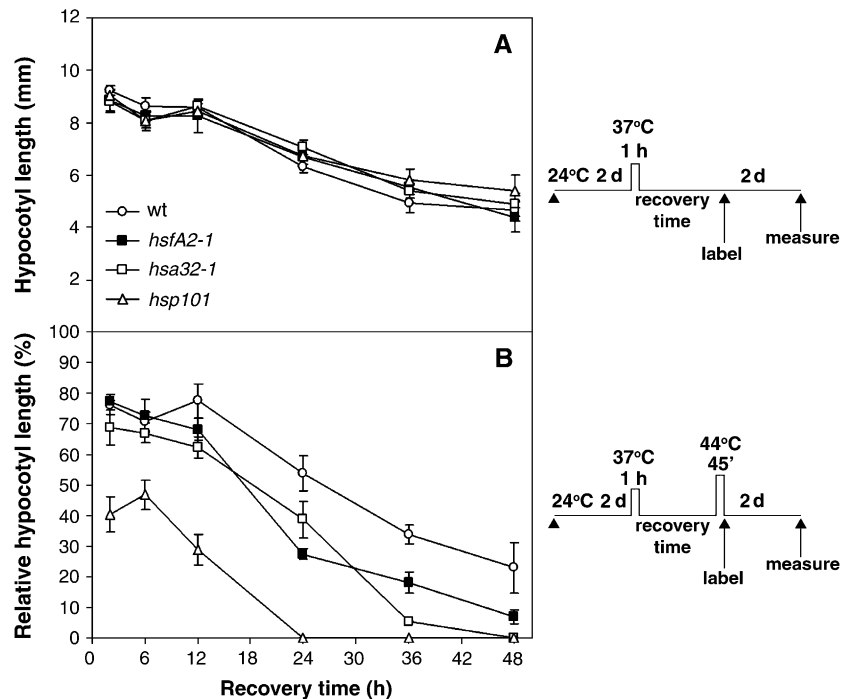 A
Hypocotyl length (mm)
12
10
8
6
4
2
wt
hsfA2-1
hsa32-1
hsp101
37°C
1 h
24°C 2 d
recovery
time
2 d
label
measure
B
Relative hypocotyl length (%)
100
90
80
70
60
50
40
30
20
10
0
0 6 12 18 24 30 36 42 48
Recovery time (h)
37°C
1 h
44°C
45'
24°C 2 d
recovery
time
2 d
label
measure